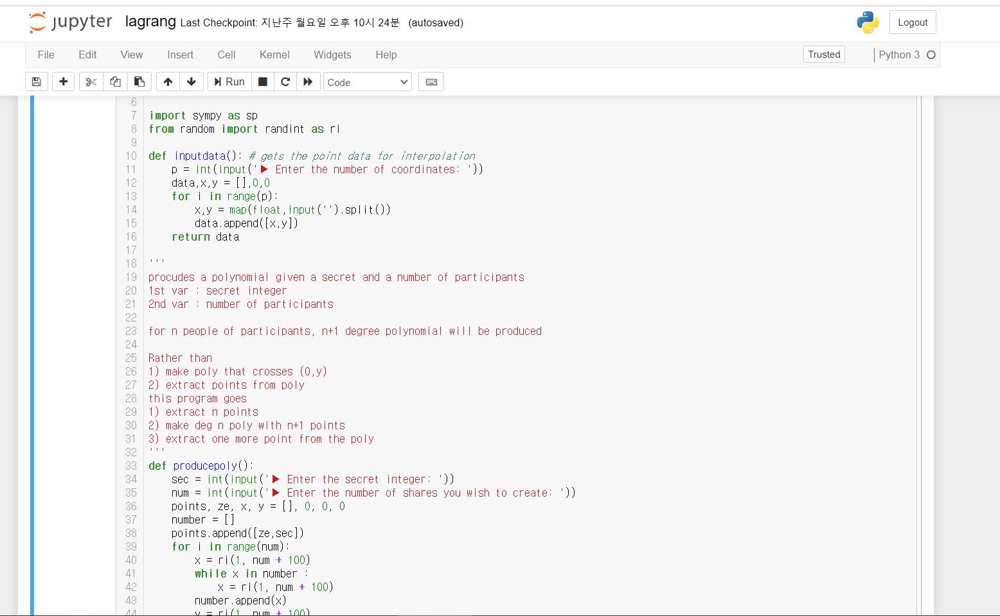 jupyter lagrang Last Checkpoint: 지난주 월요일 오후 10시 24분 (autosaved) Logout
File Edit View Insert Cell Kernel Widgets Help Trusted Python 3
Run Code
6
7 import sympy as sp
8 from random import randint as ri
9
10 def inputdata(): # gets the point data for interpolation
11     p = int(input('▶ Enter the number of coordinates: '))
12     data,x,y = [],0,0
13     for i in range(p):
14         x,y = map(float,input('').split())
15         data.append([x,y])
16     return data
17
18 '''
19 procudes a polynomial given a secret and a number of participants
20 1st var : secret integer
21 2nd var : number of participants
22
23 for n people of participants, n+1 degree polynomial will be produced
24
25 Rather than
26 1) make poly that crosses (0,y)
27 2) extract points from poly
28 this program goes
29 1) extract n points
30 2) make deg n poly with n+1 points
31 3) extract one more point from the poly
32 '''
33 def producepoly():
34     sec = int(input('▶ Enter the secret integer: '))
35     num = int(input('▶ Enter the number of shares you wish to create: '))
36     points, ze, x, y = [], 0, 0, 0
37     number = []
38     points.append([ze,sec])
39     for i in range(num):
40         x = ri(1, num + 100)
41         while x in number :
42             x = ri(1, num + 100)
43         number.append(x)
44         y = ri(1, num + 100)